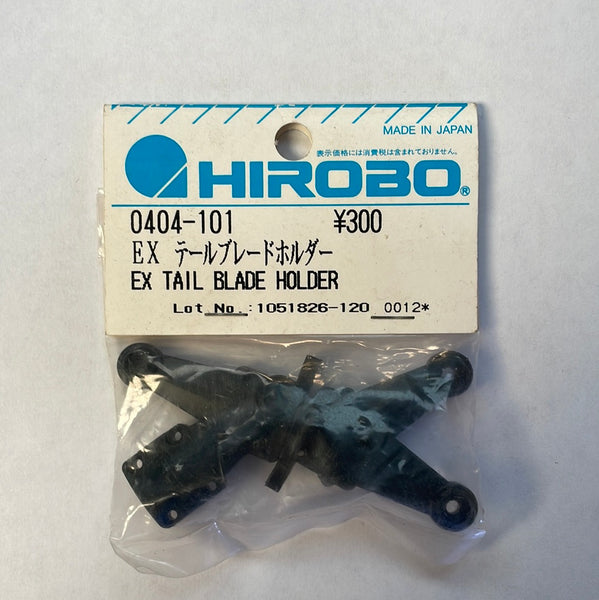 MADE IN JAPAN
表示価格には消費税は含まれておりません。
HIROBO®
0404-101 ¥300
EX テールブレードホルダー
EX TAIL BLADE HOLDER
Lot No.:1051826-120 0012*